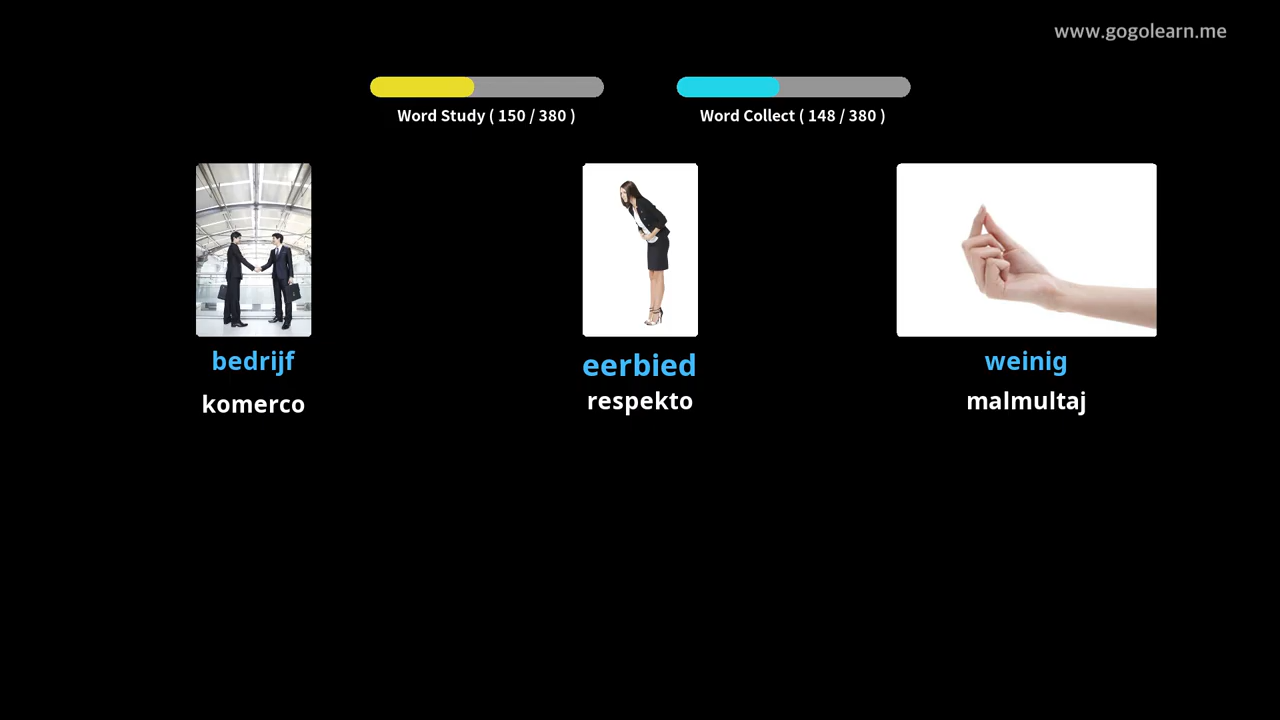 www.gogolearn.me
Word Study ( 150 / 380 )
Word Collect ( 148 / 380 )
bedrijf
komerco
eerbied
respekto
weinig
malmultaj